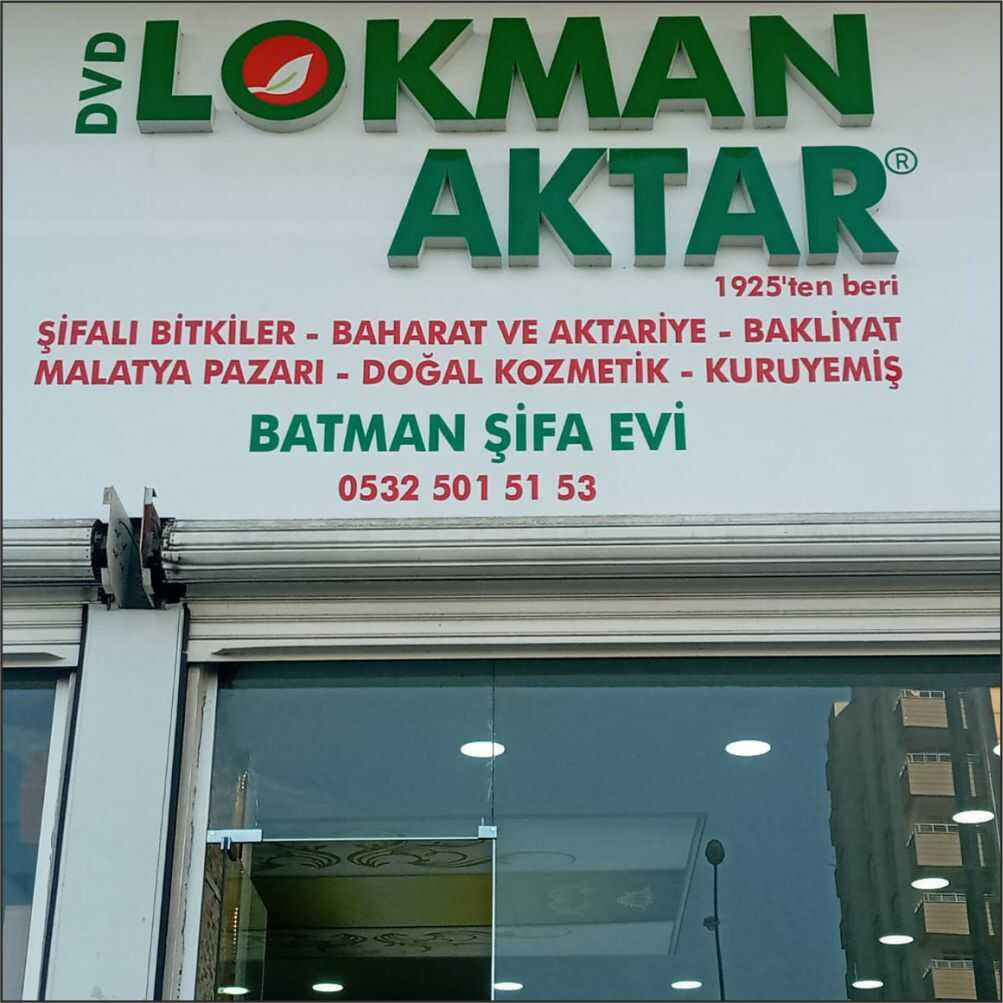 DVD LOKMAN
AKTAR®
1925'ten beri
ŞİFALI BİTKİLER - BAHARAT VE AKTARİYE - BAKLİYAT
MALATYA PAZARI - DOĞAL KOZMETİK - KURUYEMİŞ
BATMAN ŞİFA EVİ
0532 501 51 53